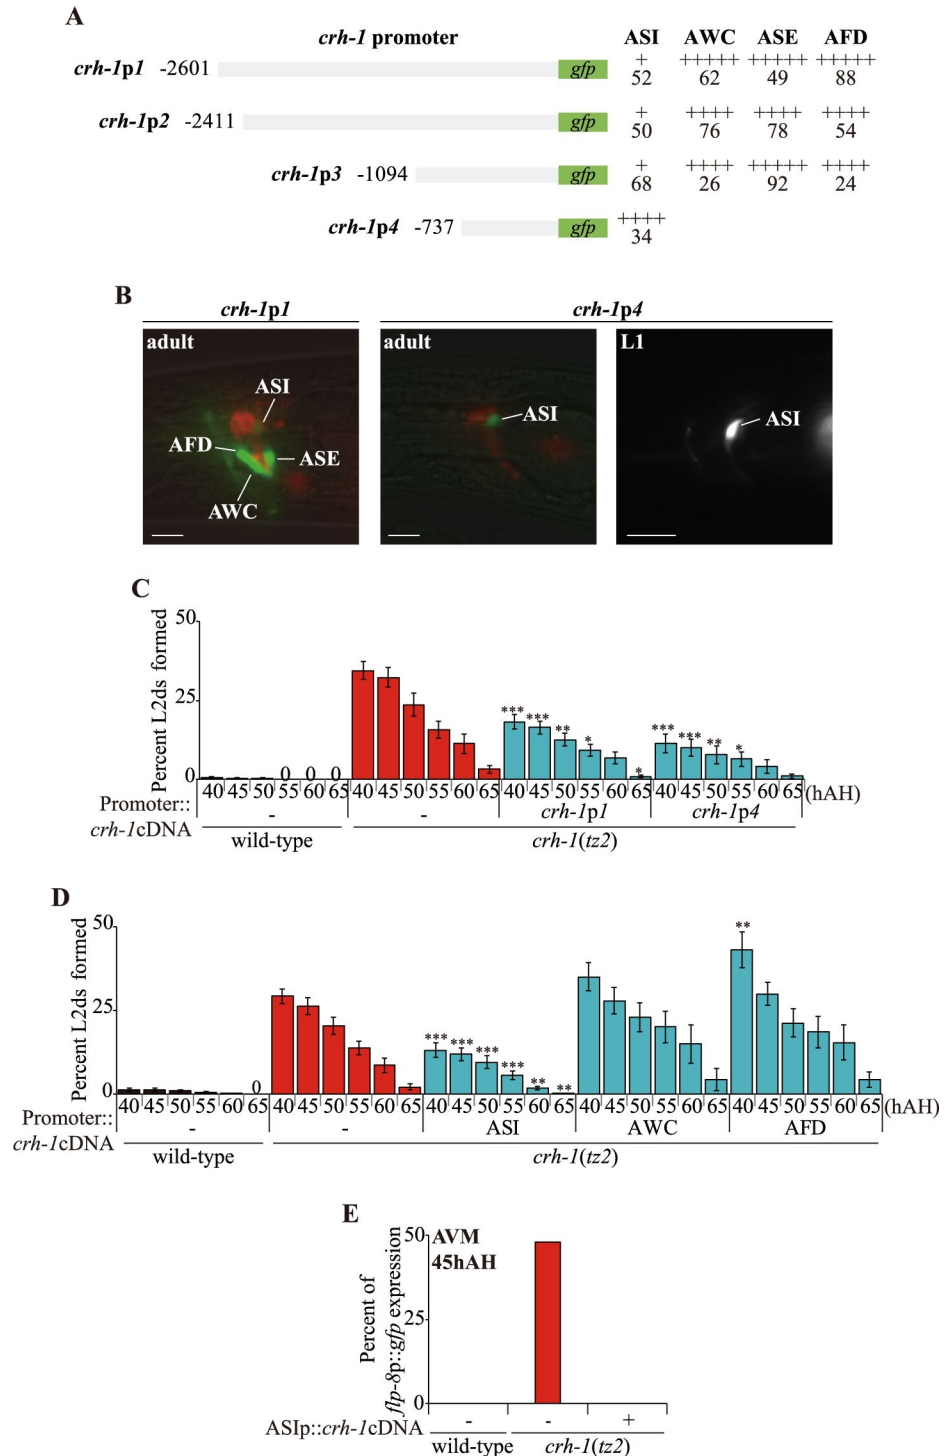 A
crh-1 promoter ASI AWC ASE AFD
crh-1p1 -2601 gfp + +++++ +++++ +++++
52 62 49 88
crh-1p2 -2411 gfp + ++++ ++++ ++++
50 76 78 54
crh-1p3 -1094 gfp + ++++ +++++ ++++
68 26 92 24
crh-1p4 -737 gfp ++++
34
B
crh-1p1 crh-1p4
adult adult L1
ASI ASI ASI
AFD ASE
AWC
C
Percent L2ds formed
50
25
0
0 0 0
*** *** ** * *
*** *** ** *
40 45 50 55 60 65 40 45 50 55 60 65 40 45 50 55 60 65 40 45 50 55 60 65 (hAH)
Promoter:: - - crh-1p1 crh-1p4
crh-1cDNA
wild-type crh-1(tz2)
D
Percent L2ds formed
50
25
0
0
*** *** *** *** ** **
**
40 45 50 55 60 65 40 45 50 55 60 65 40 45 50 55 60 65 40 45 50 55 60 65 40 45 50 55 60 65 (hAH)
Promoter:: - - ASI AWC AFD
crh-1cDNA
wild-type crh-1(tz2)
E
Percent of
flp-8p::gfp expression
50
25
0
AVM
45hAH
ASIp::crh-1cDNA - - +
wild-type crh-1(tz2)